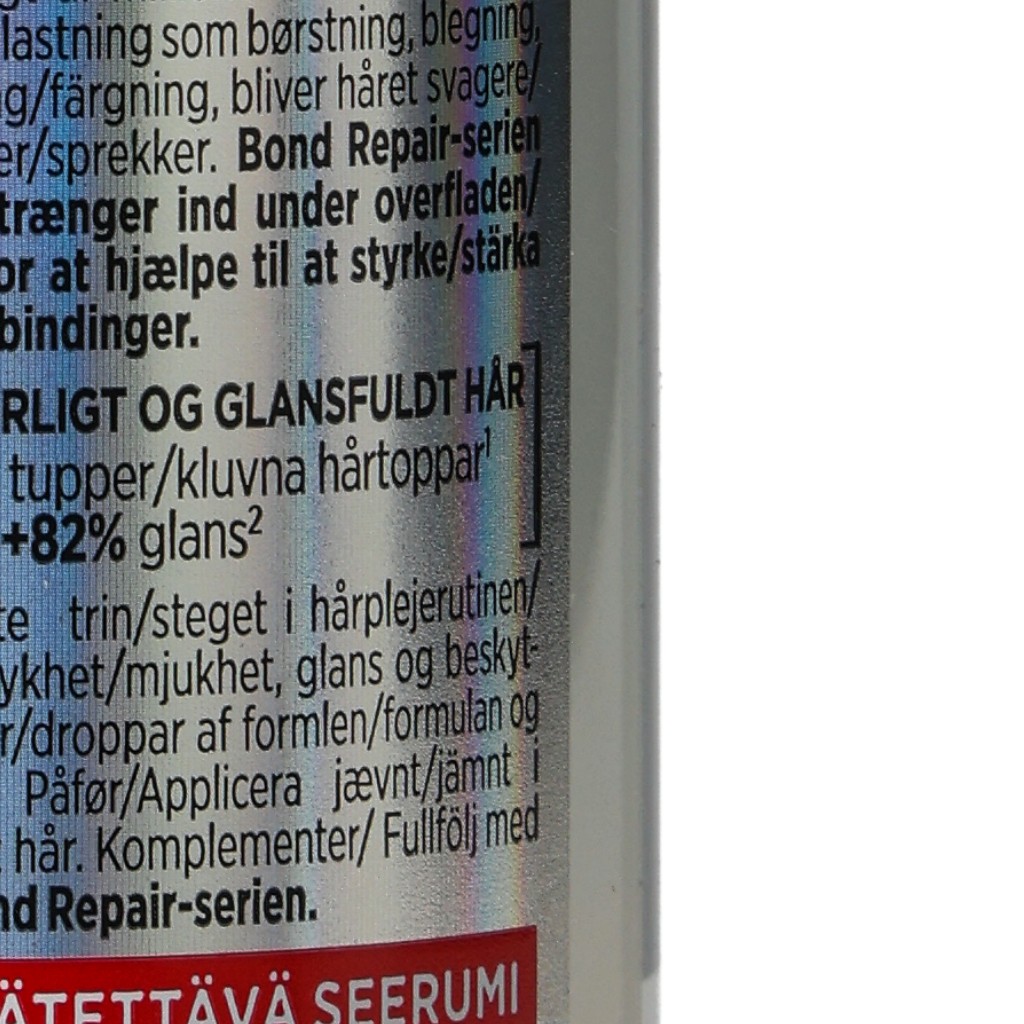 lastning som børstning, blegning,
g/färgning, bliver håret svagere/
er/sprekker. Bond Repair-serien
trænger ind under overfladen/
or at hjælpe til at styrke/stärka
bindinger.
RLIGT OG GLANSFULDT HÅR
tupper/kluvna hårtoppar¹
+82% glans²
te trin/steget i hårplejerutinen/
ykhet/mjukhet, glans og beskyt-
r/droppar af formlen/formulan og
Påfør/Applicera jævnt/jämnt i
t hår. Komplementer/ Fullfölj med
nd Repair-serien.
ÄTETTÄVÄ SEERUMI